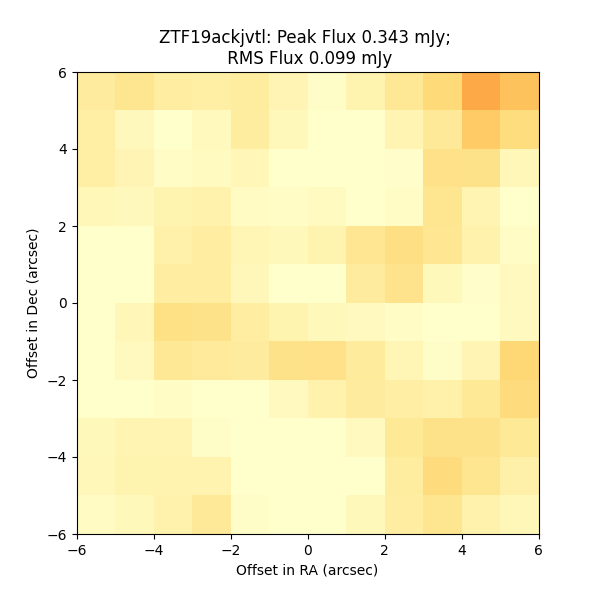 ZTF19ackjvtl: Peak Flux 0.343 mJy;
RMS Flux 0.099 mJy
6
4
2
0
−2
−4
−6
Offset in Dec (arcsec)
−6 −4 −2 0 2 4 6
Offset in RA (arcsec)